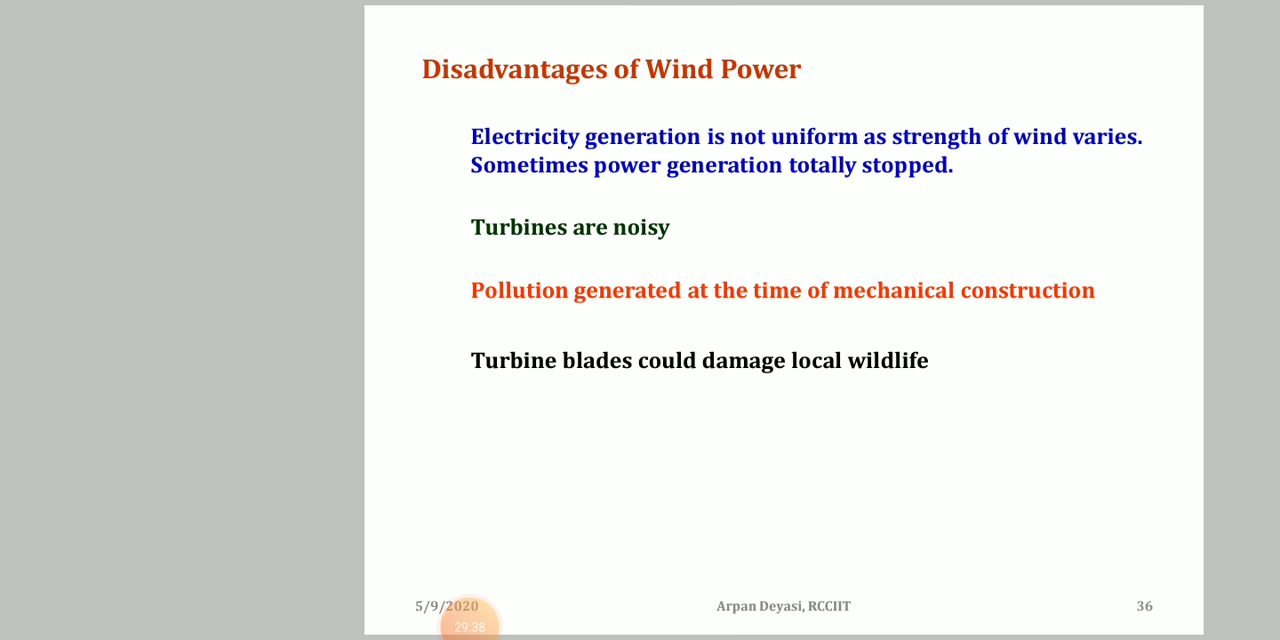 Disadvantages of Wind Power
Electricity generation is not uniform as strength of wind varies.
Sometimes power generation totally stopped.
Turbines are noisy
Pollution generated at the time of mechanical construction
Turbine blades could damage local wildlife
5/9/2020
Arpan Deyasi, RCCIIT
36
29:38